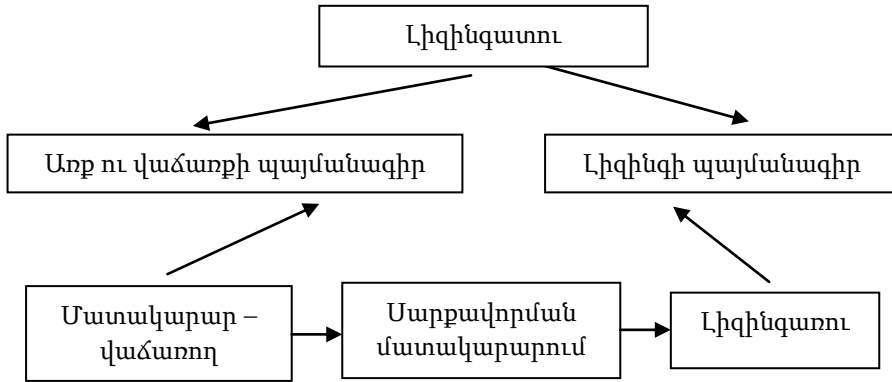 Լիզինգատու
Առք ու վաճառքի պայմանագիր
Լիզինգի պայմանագիր
Մատակարար –
վաճառող
Սարքավորման
մատակարարում
Լիզինգառու